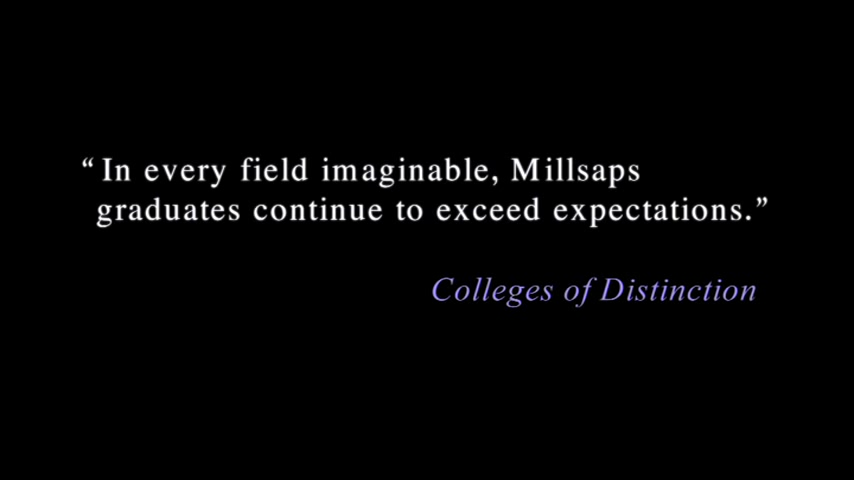 “In every field imaginable, Millsaps
graduates continue to exceed expectations.”
Colleges of Distinction